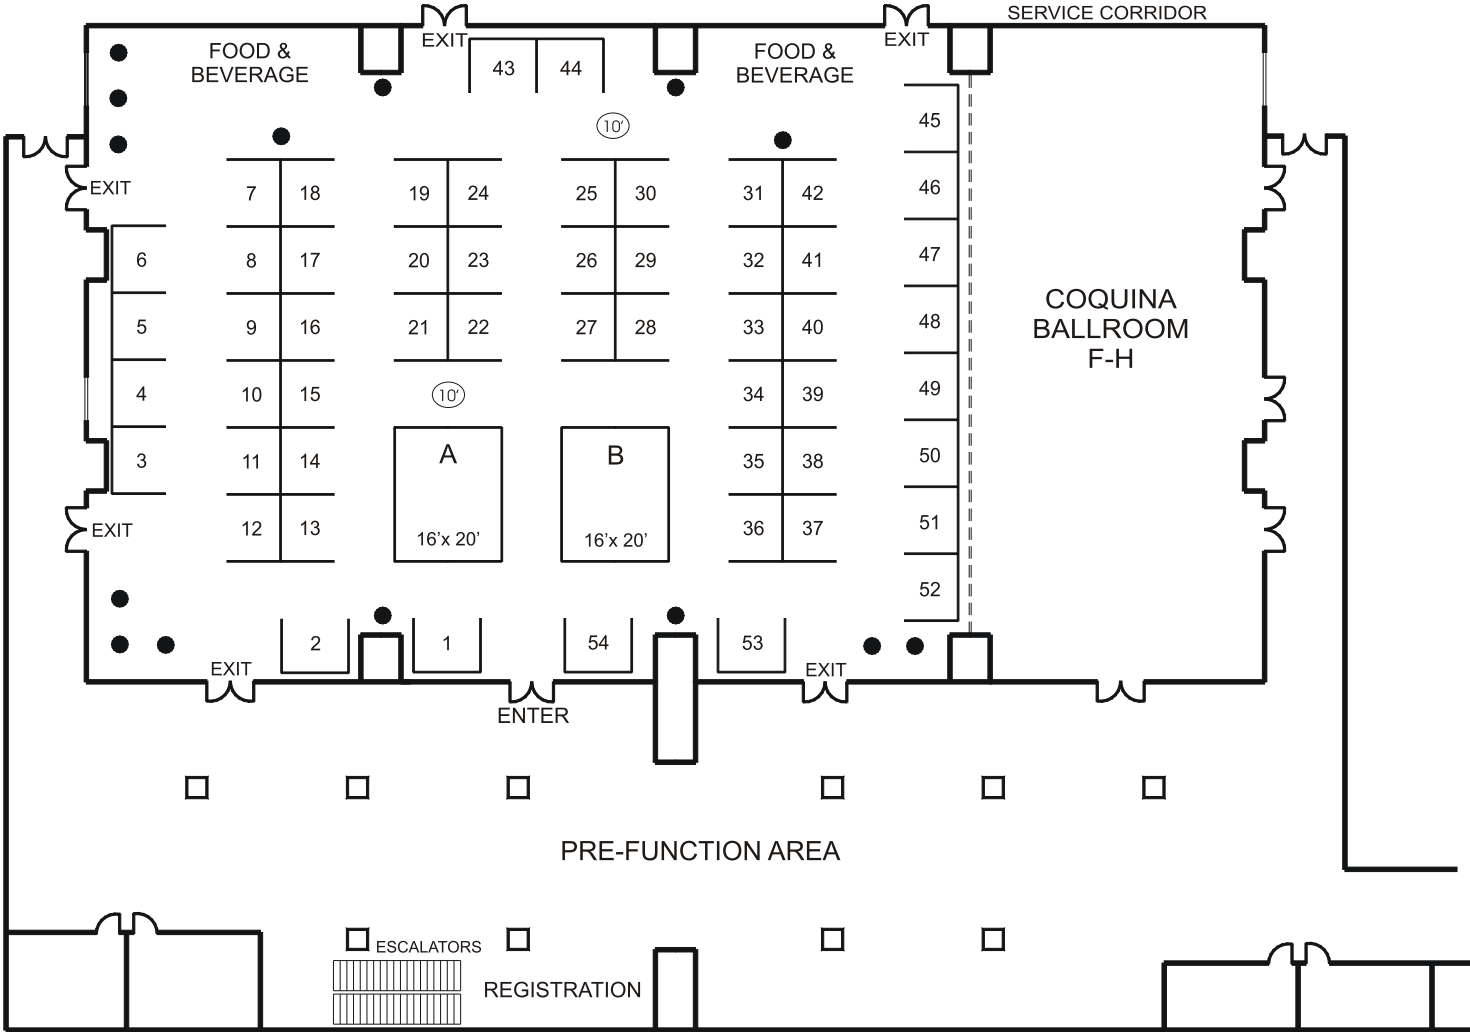 SERVICE CORRIDOR
EXIT
EXIT
FOOD &
BEVERAGE
FOOD &
BEVERAGE
43 44
45
10'
EXIT
46
7 18 19 24 25 30 31 42
47
6 8 17 20 23 26 29 32 41
COQUINA
BALLROOM
F-H
48
5 9 16 21 22 27 28 33 40
49
4 10 15 10' 34 39
50
3 11 14 A B 35 38
51
EXIT 12 13 16'x 20' 16'x 20' 36 37
52
2 1 54 53
EXIT
EXIT
ENTER
PRE-FUNCTION AREA
ESCALATORS
REGISTRATION